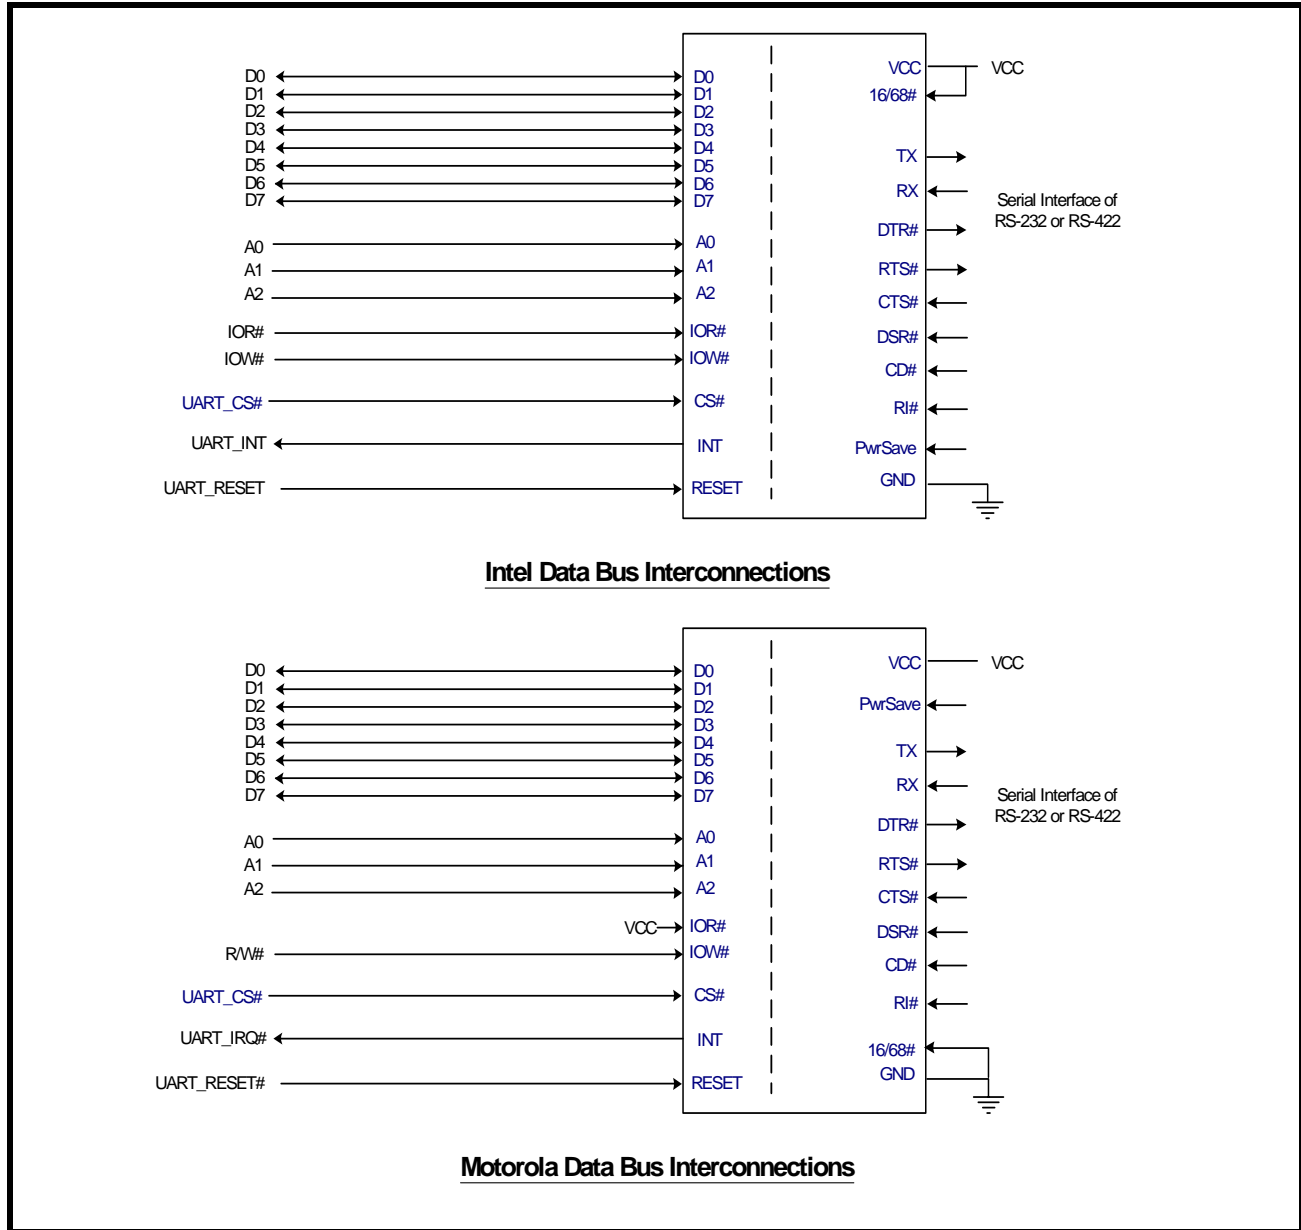 D0 D0 VCC VCC
D1 D1 16/68#
D2 D2
D3 D3
D4 D4 TX
D5 D5
D6 D6 RX
D7 D7 Serial Interface of
RS-232 or RS-422
DTR#
A0 A0
A1 A1 RTS#
A2 A2 CTS#
IOR# IOR# DSR#
IOW# IOW# CD#
UART_CS# CS# RI#
UART_INT INT PwrSave
UART_RESET RESET GND
Intel Data Bus Interconnections
D0 D0 VCC VCC
D1 D1
D2 D2 PwrSave
D3 D3
D4 D4 TX
D5 D5
D6 D6 RX
D7 D7 Serial Interface of
RS-232 or RS-422
DTR#
A0 A0
A1 A1 RTS#
A2 A2 CTS#
VCC IOR# DSR#
R/W# IOW# CD#
UART_CS# CS# RI#
UART_IRQ# INT 16/68#
UART_RESET# RESET GND
Motorola Data Bus Interconnections